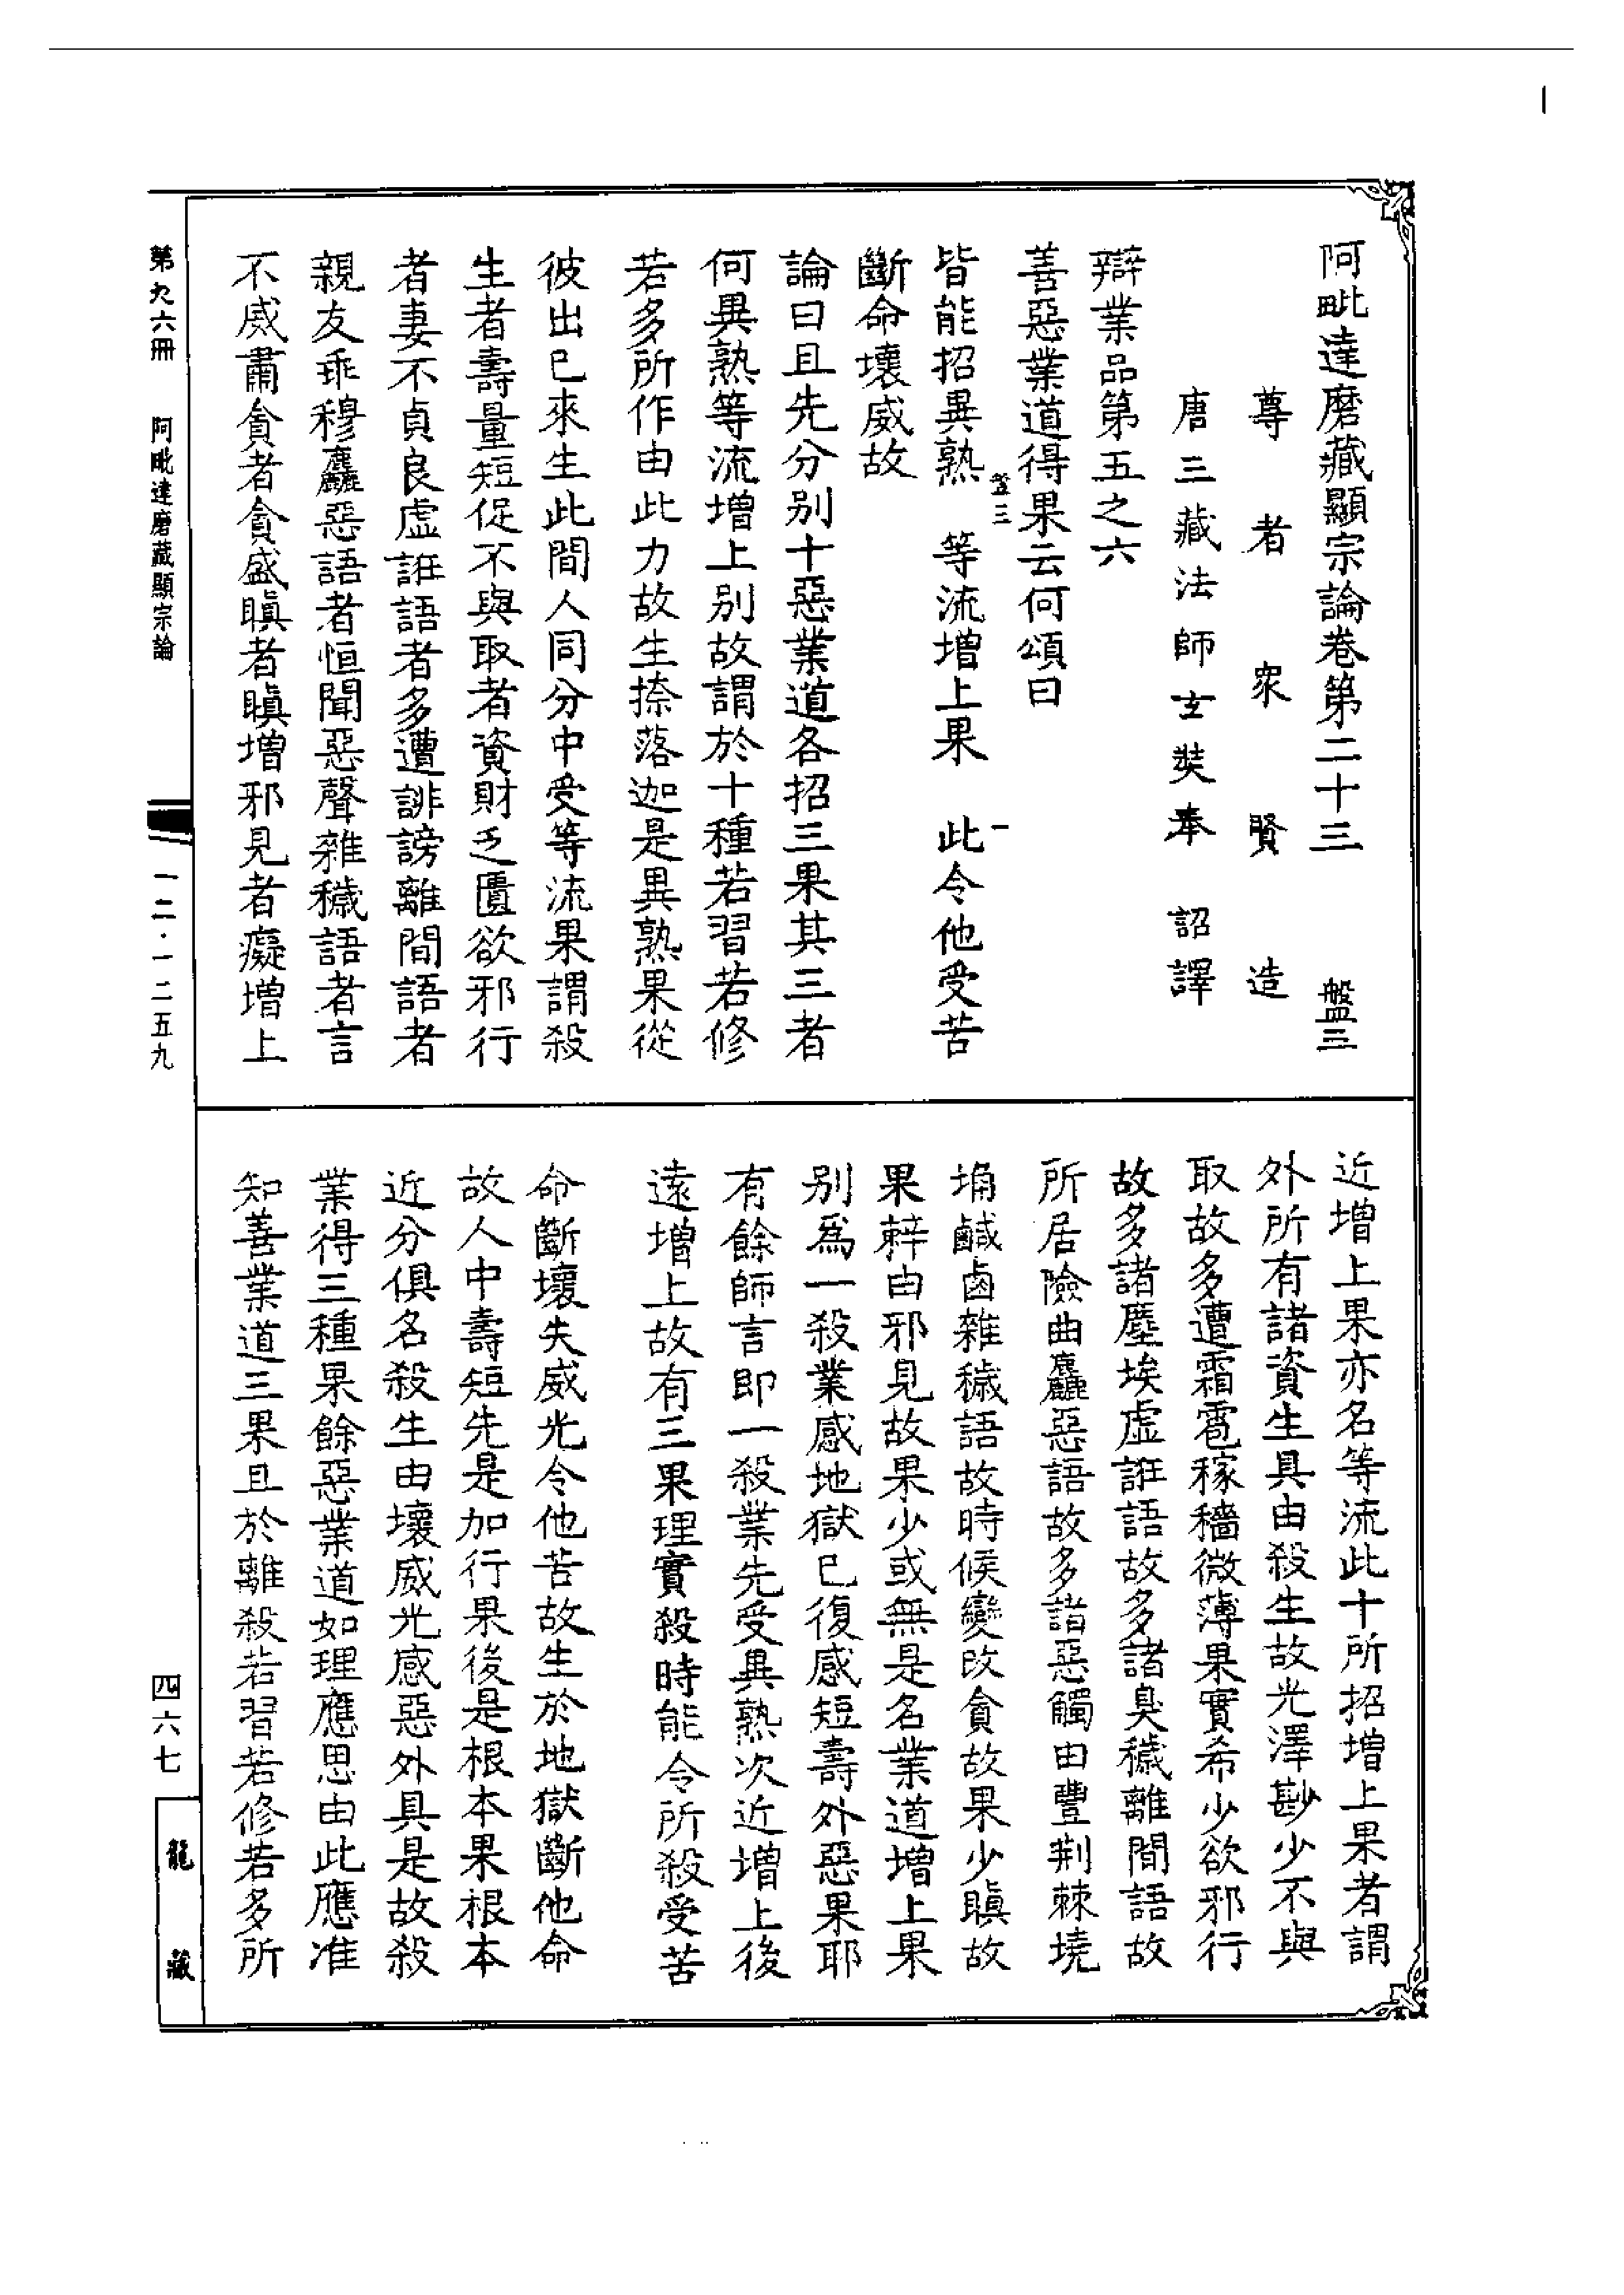 阿毗達磨藏顯宗論卷第二十三　盤三
尊者衆賢造
唐三藏法師玄奘奉　詔譯
辯業品第五之六
善惡業道得果云何頌曰
盤三　一
皆能招異熟　等流增上果　此令他受苦
斷命壞威故
論曰且先分別十惡業道各招三果其三者
何異熟等流增上別故謂於十種若習若修
若多所作由此力故生捺落迦是異熟果從
彼出已來生此間人同分中受等流果謂殺
生者壽量短促不與取者資財乏匱欲邪行
者妻不貞良虛誑語者多遭誹謗離間語者
親友乖穆麤惡語者恒聞惡聲雜穢語者言
不威肅貪者貪盛瞋者瞋增邪見者癡增上
近增上果亦名等流此十所招增上果者謂
外所有諸資生具由殺生故光澤尠少不與
取故多遭霜雹稼穡微薄果實希少欲邪行
故多諸塵埃虛誑語故多諸臭穢離間語故
所居險曲麤惡語故多諸惡觸田豐荆棘墝
埆鹹鹵雜穢語故時候變改貪故果少瞋故
果辢由邪見故果少或無是名業道增上果
別爲一殺業感地獄已復感短壽外惡果耶
有餘師言即一殺業先受異熟次近增上後
遠增上故有三果理實殺時能令所殺受苦
命斷壞失威光令他苦故生於地獄斷他命
故人中壽短先是加行果後是根本果根本
近分俱名殺生由壞威光感惡外具是故殺
業得三種果餘惡業道如理應思由此應准
知善業道三果且於離殺若習若修若多所
第九六冊　阿毗達磨藏顯宗論　一二·一二五九　四六七
龍藏